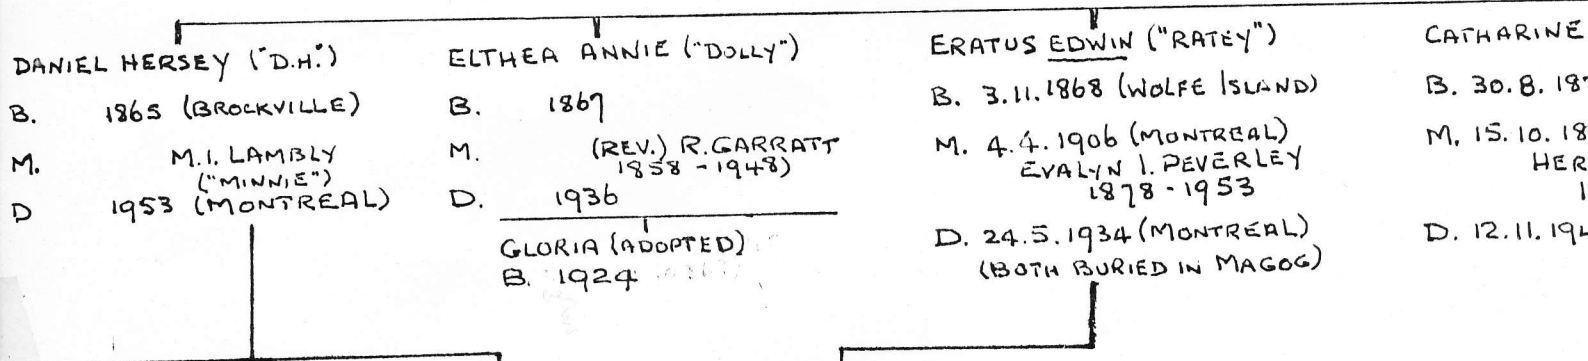 DANIEL HERSEY ("D.H.")
B. 1865 (BROCKVILLE)
M. M.I. LAMBLY
("MINNIE")
D 1953 (MONTREAL)
ELTHEA ANNIE ("DOLLY")
B. 1867
M. (REV.) R. GARRATT
1858 - 1948)
D. 1936
GLORIA (ADOPTED)
B. 1924
ERATUS EDWIN ("RATEY")
B. 3.11.1868 (WOLFE ISLAND)
M. 4.4.1906 (MONTREAL)
EVALYN I. PEVERLEY
1878 - 1953
D. 24.5.1934 (MONTREAL)
(BOTH BURIED IN MAGOG)
CATHARINE
B. 30.8.18
M. 15.10.18
HER
D. 12.11.19